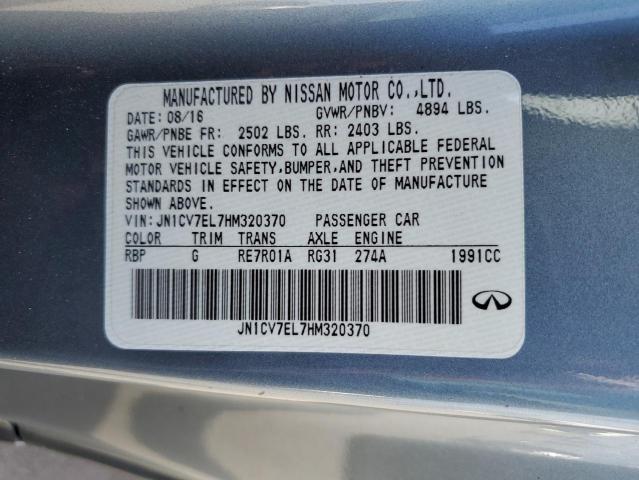 MANUFACTURED BY NISSAN MOTOR CO.,LTD.
DATE: 08/16 GVWR/PNBV: 4894 LBS.
GAWR/PNBE FR: 2502 LBS. RR: 2403 LBS.
THIS VEHICLE CONFORMS TO ALL APPLICABLE FEDERAL
MOTOR VEHICLE SAFETY,BUMPER,AND THEFT PREVENTION
STANDARDS IN EFFECT ON THE DATE OF MANUFACTURE
SHOWN ABOVE.
VIN:JN1CV7EL7HM320370 PASSENGER CAR
COLOR TRIM TRANS AXLE ENGINE
RBP G RE7R01A RG31 274A 1991CC
JN1CV7EL7HM320370